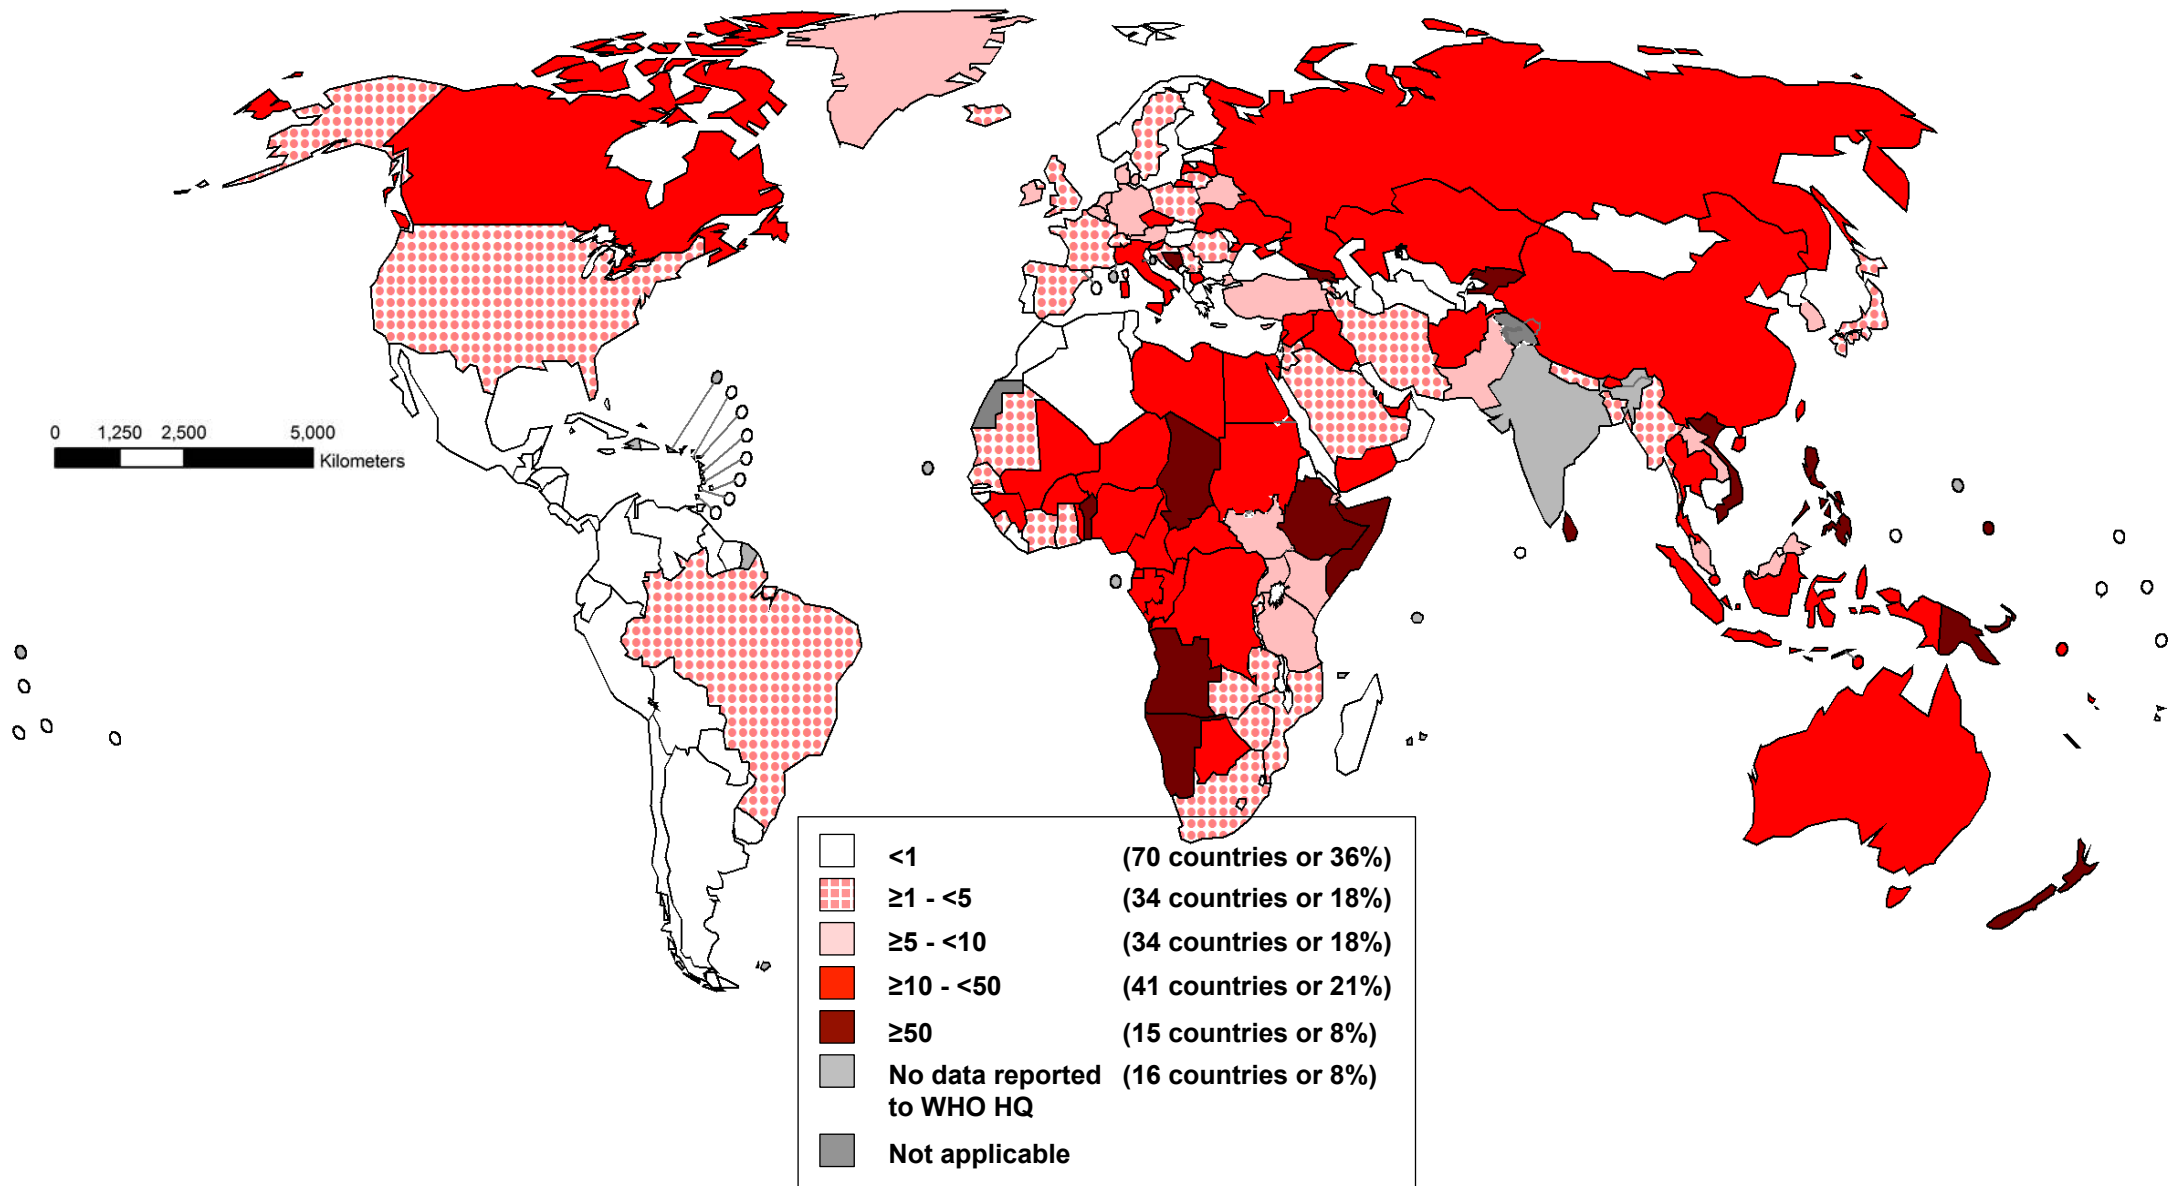 0 1,250 2,500 5,000
Kilometers
<1 (70 countries or 36%)
≥1 - <5 (34 countries or 18%)
≥5 - <10 (34 countries or 18%)
≥10 - <50 (41 countries or 21%)
≥50 (15 countries or 8%)
No data reported (16 countries or 8%)
to WHO HQ
Not applicable